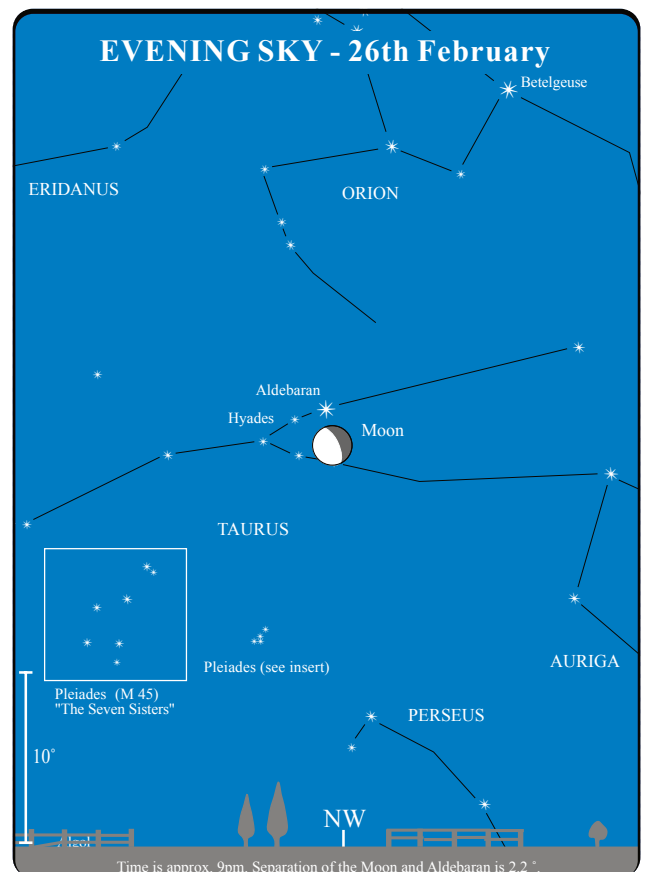 EVENING SKY - 26th February
Betelgeuse
ERIDANUS
ORION
Aldebaran
Hyades
Moon
TAURUS
Pleiades (see insert)
AURIGA
Pleiades (M 45)
"The Seven Sisters"
PERSEUS
10°
NW
Algol
Time is approx. 9pm. Separation of the Moon and Aldebaran is 2.2 °.